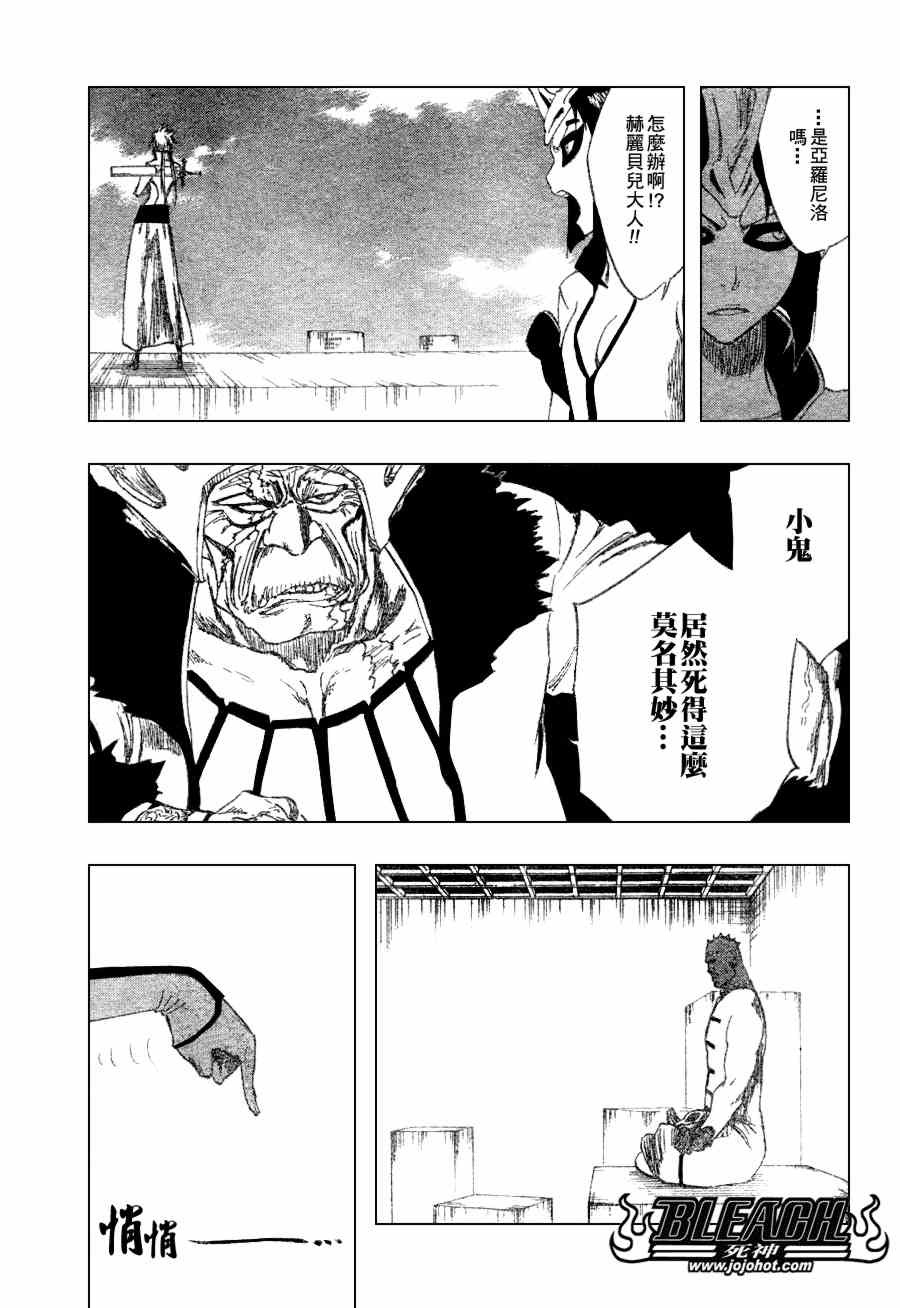 …是亞羅尼洛
嗎…
怎麼辦啊!?
赫麗貝兒大人!!
小鬼
居然死得這麼
莫名其妙…
悄悄——…
BLEACH
死神
www.jojohot.com